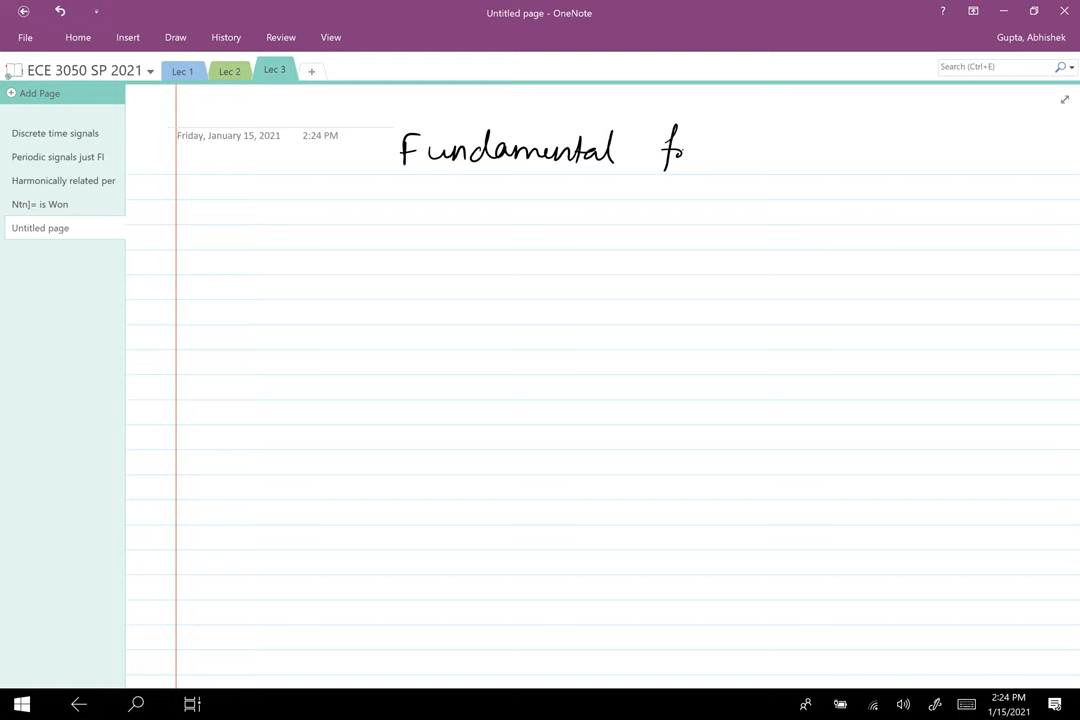 Untitled page - OneNote
File Home Insert Draw History Review View
Gupta, Abhishek
ECE 3050 SP 2021
Lec 1
Lec 2
Lec 3
Search (Ctrl+E)
Add Page
Discrete time signals
Periodic signals just FI
Harmonically related per
Ntn]= is Won
Untitled page
Friday, January 15, 2021 2:24 PM
Fundamental
2:24 PM
1/15/2021